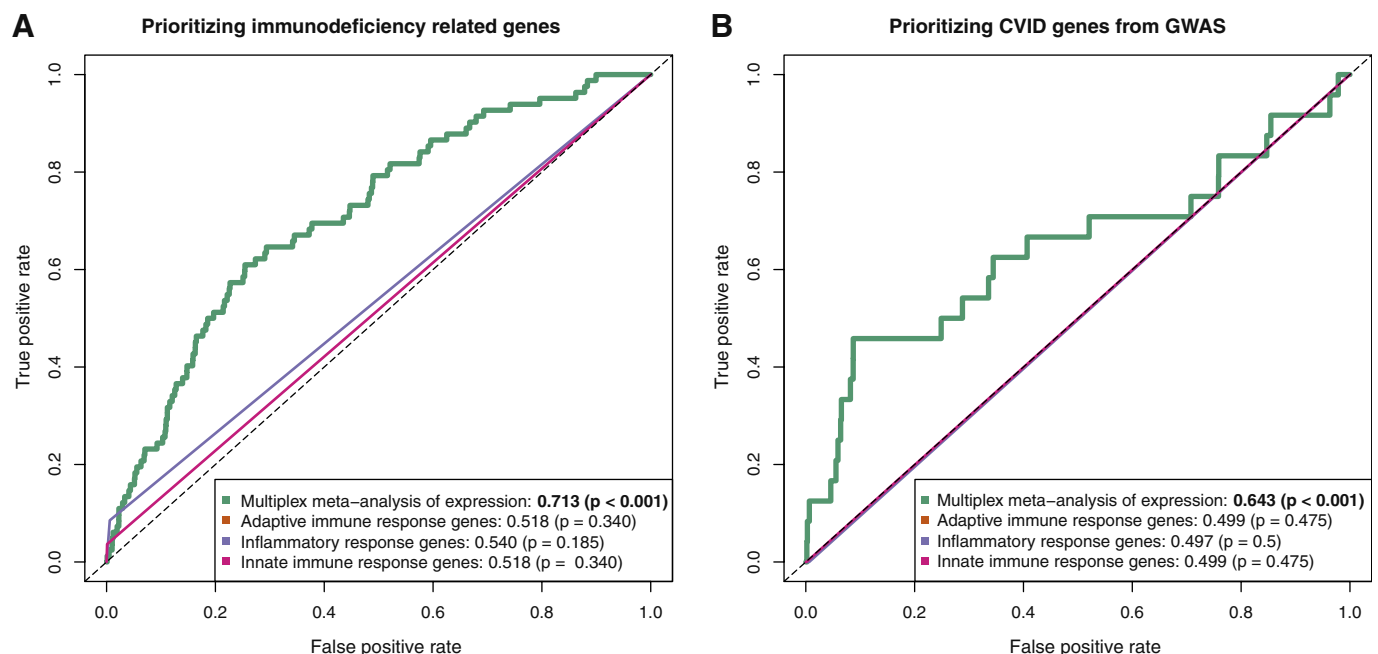 A
Prioritizing immunodeficiency related genes
True positive rate
1.0
0.8
0.6
0.4
0.2
0.0
Multiplex meta−analysis of expression: 0.713 (p < 0.001)
Adaptive immune response genes: 0.518 (p = 0.340)
Inflammatory response genes: 0.540 (p = 0.185)
Innate immune response genes: 0.518 (p = 0.340)
0.0 0.2 0.4 0.6 0.8 1.0
False positive rate
B
Prioritizing CVID genes from GWAS
True positive rate
1.0
0.8
0.6
0.4
0.2
0.0
Multiplex meta−analysis of expression: 0.643 (p < 0.001)
Adaptive immune response genes: 0.499 (p = 0.475)
Inflammatory response genes: 0.497 (p = 0.5)
Innate immune response genes: 0.499 (p = 0.475)
0.0 0.2 0.4 0.6 0.8 1.0
False positive rate